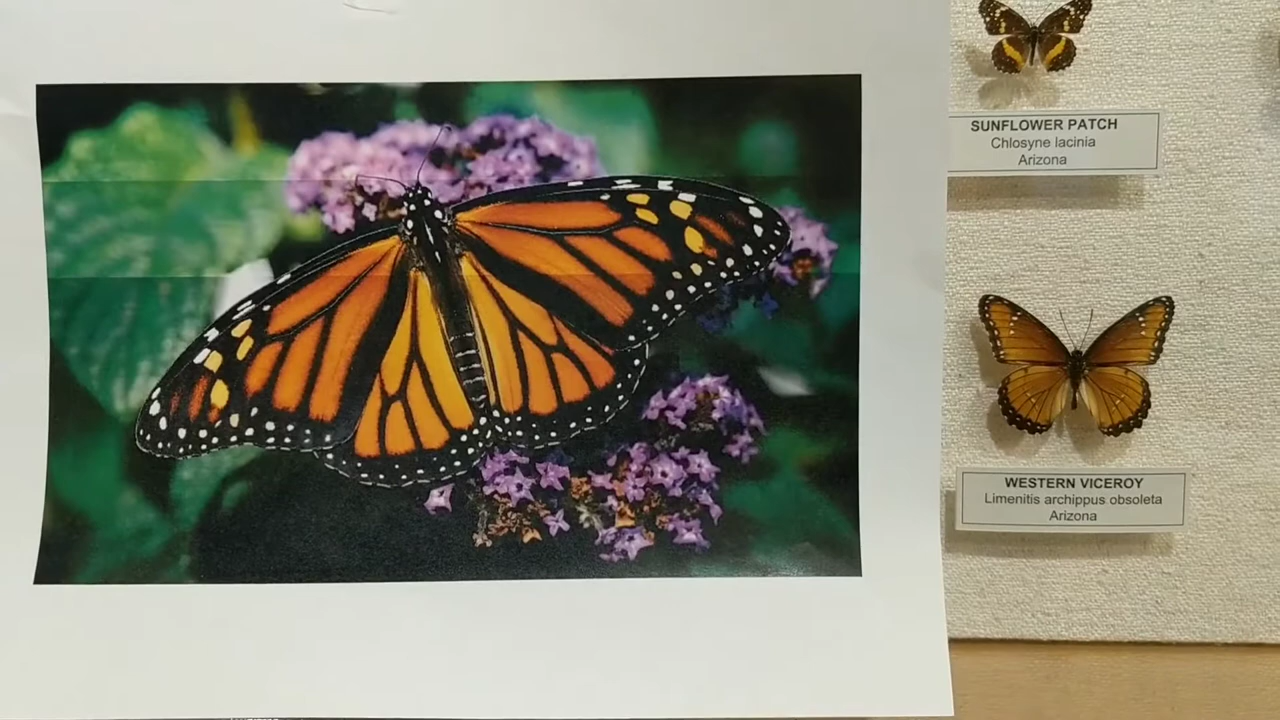 SUNFLOWER PATCH
Chlosyne lacinia
Arizona
WESTERN VICEROY
Limenitis archippus obsoleta
Arizona